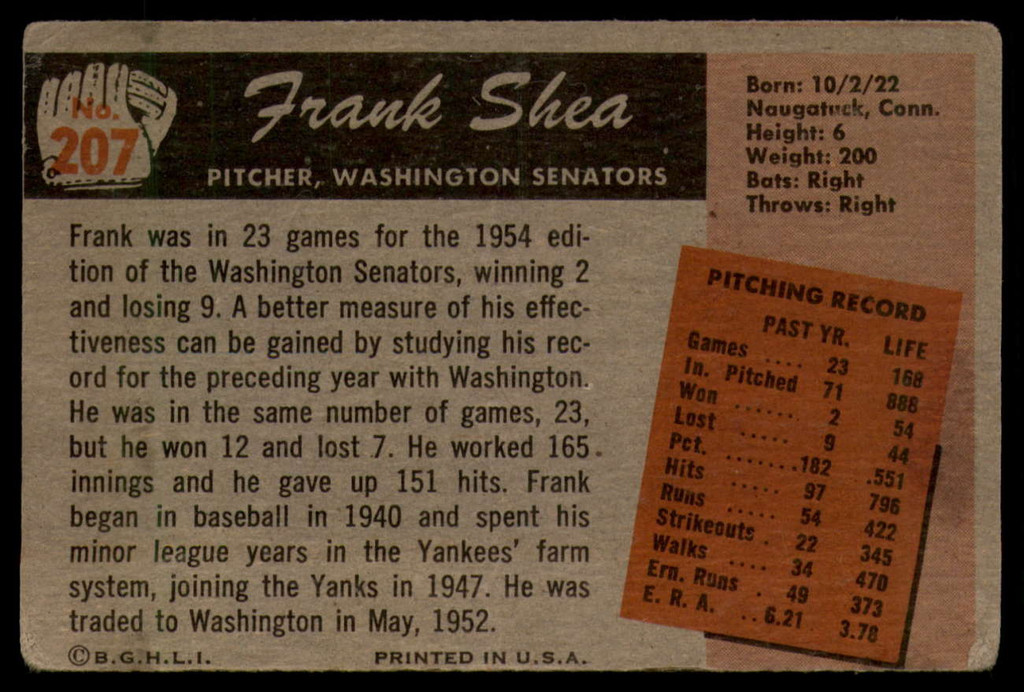 No.
207
Frank Shea
PITCHER, WASHINGTON SENATORS
Born: 10/2/22
Naugatuck, Conn.
Height: 6
Weight: 200
Bats: Right
Throws: Right
Frank was in 23 games for the 1954 edi-
tion of the Washington Senators, winning 2
and losing 9. A better measure of his effec-
tiveness can be gained by studying his rec-
ord for the preceding year with Washington.
He was in the same number of games, 23,
but he won 12 and lost 7. He worked 165
innings and he gave up 151 hits. Frank
began in baseball in 1940 and spent his
minor league years in the Yankees' farm
system, joining the Yanks in 1947. He was
traded to Washington in May, 1952.
PITCHING RECORD
PAST YR. LIFE
Games .... 23 168
In. Pitched 71 888
Won ...... 2 54
Lost ..... 9 44
Pct. .......182 .551
Hits ..... 97 796
Runs ..... 54 422
Strikeouts . 22 345
Walks .... 34 470
Ern. Runs . 49 373
E. R. A. ..6.21 3.78
©B.G.H.L.I. PRINTED IN U.S.A.